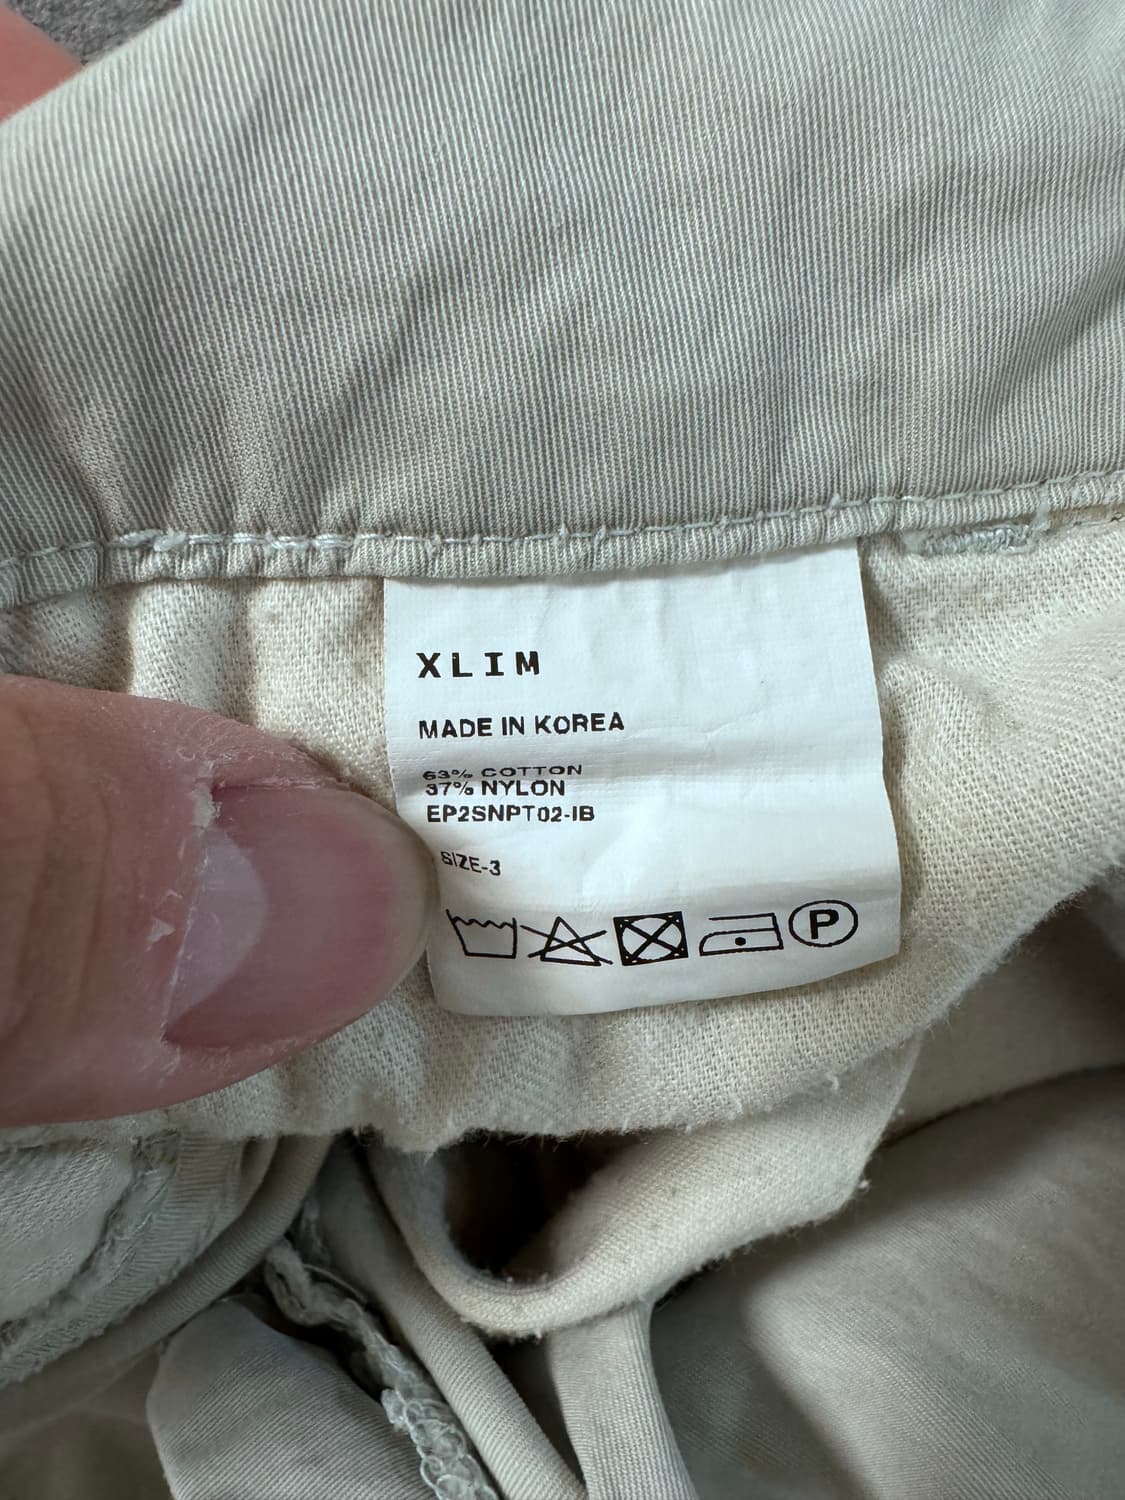 XLIM
MADE IN KOREA
63% COTTON
37% NYLON
EP2SNPT02-IB
SIZE-3
P